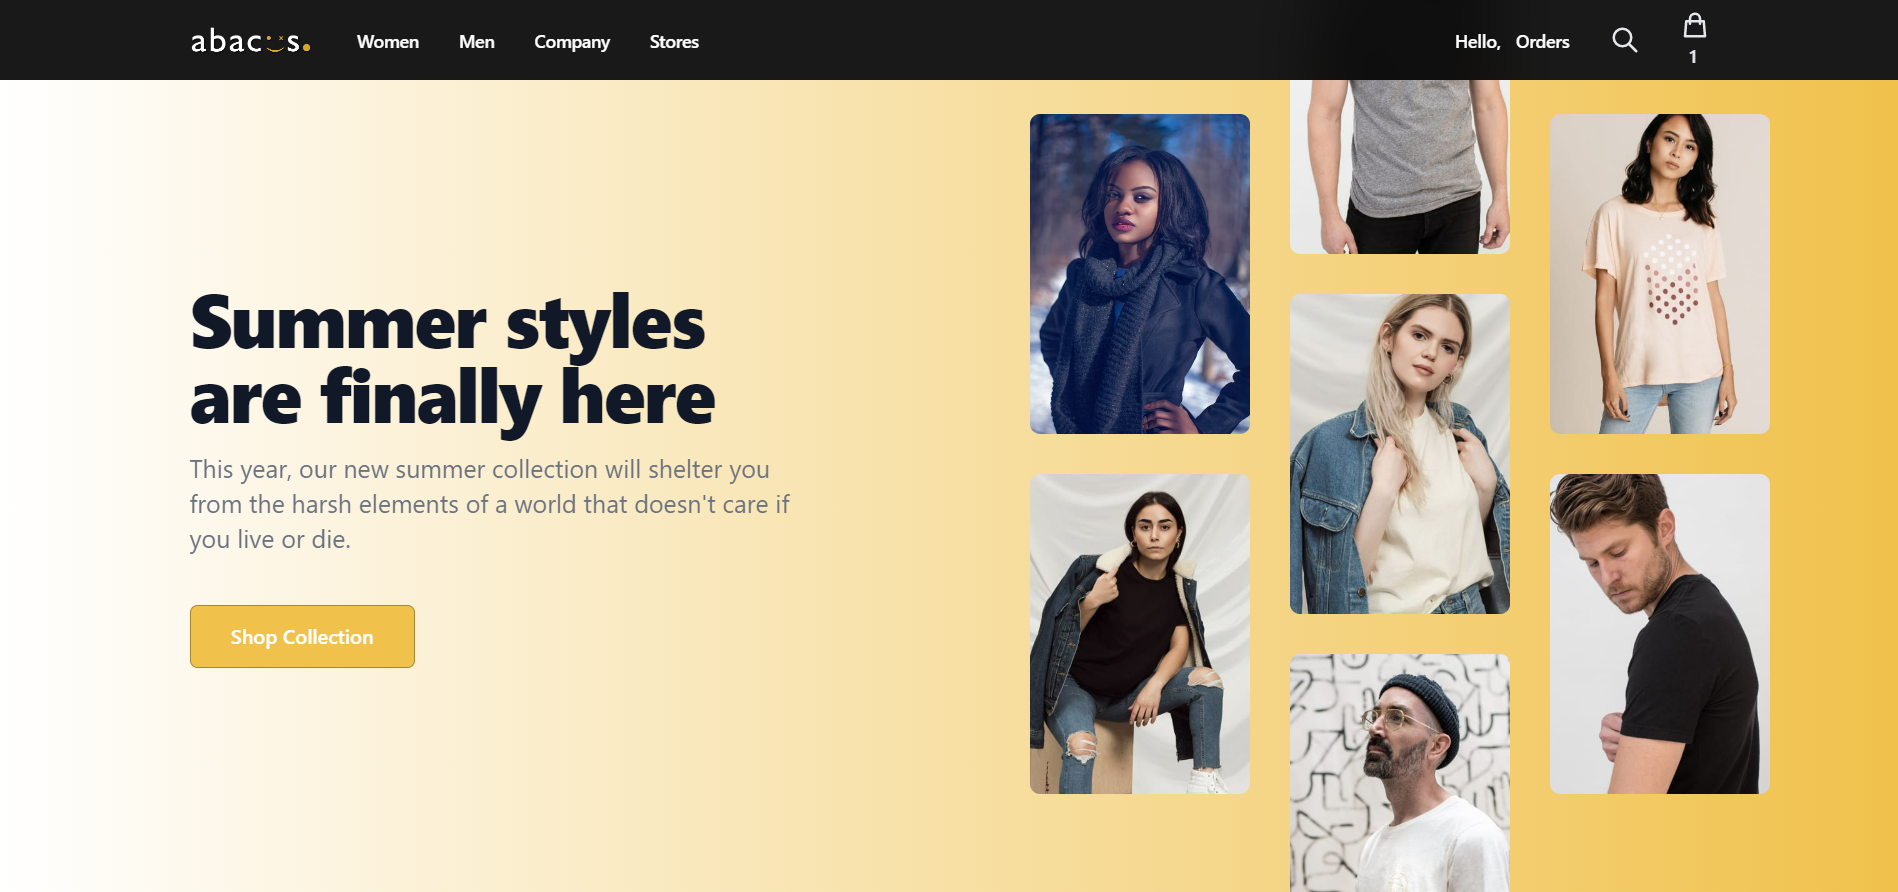 abacus.
Women Men Company Stores
Hello, Orders
1
Summer styles
are finally here
This year, our new summer collection will shelter you
from the harsh elements of a world that doesn't care if
you live or die.
Shop Collection